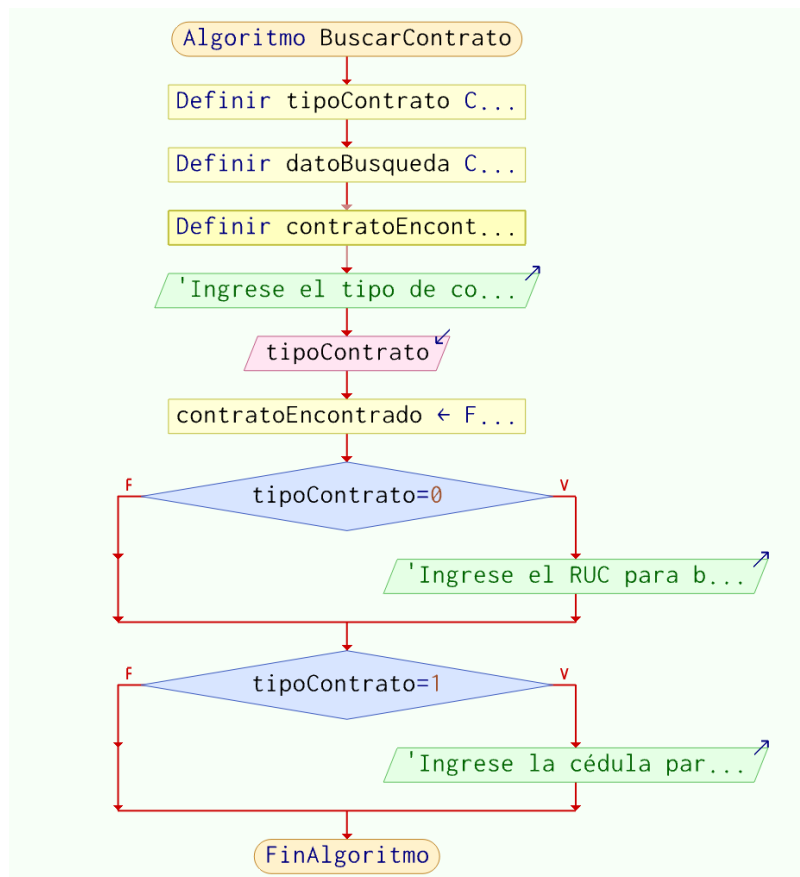 Algoritmo BuscarContrato
Definir tipoContrato C...
Definir datoBusqueda C...
Definir contratoEncont...
'Ingrese el tipo de co...
tipoContrato
contratoEncontrado ← F...
F
tipoContrato=0
V
'Ingrese el RUC para b...
F
tipoContrato=1
V
'Ingrese la cédula par...
FinAlgoritmo